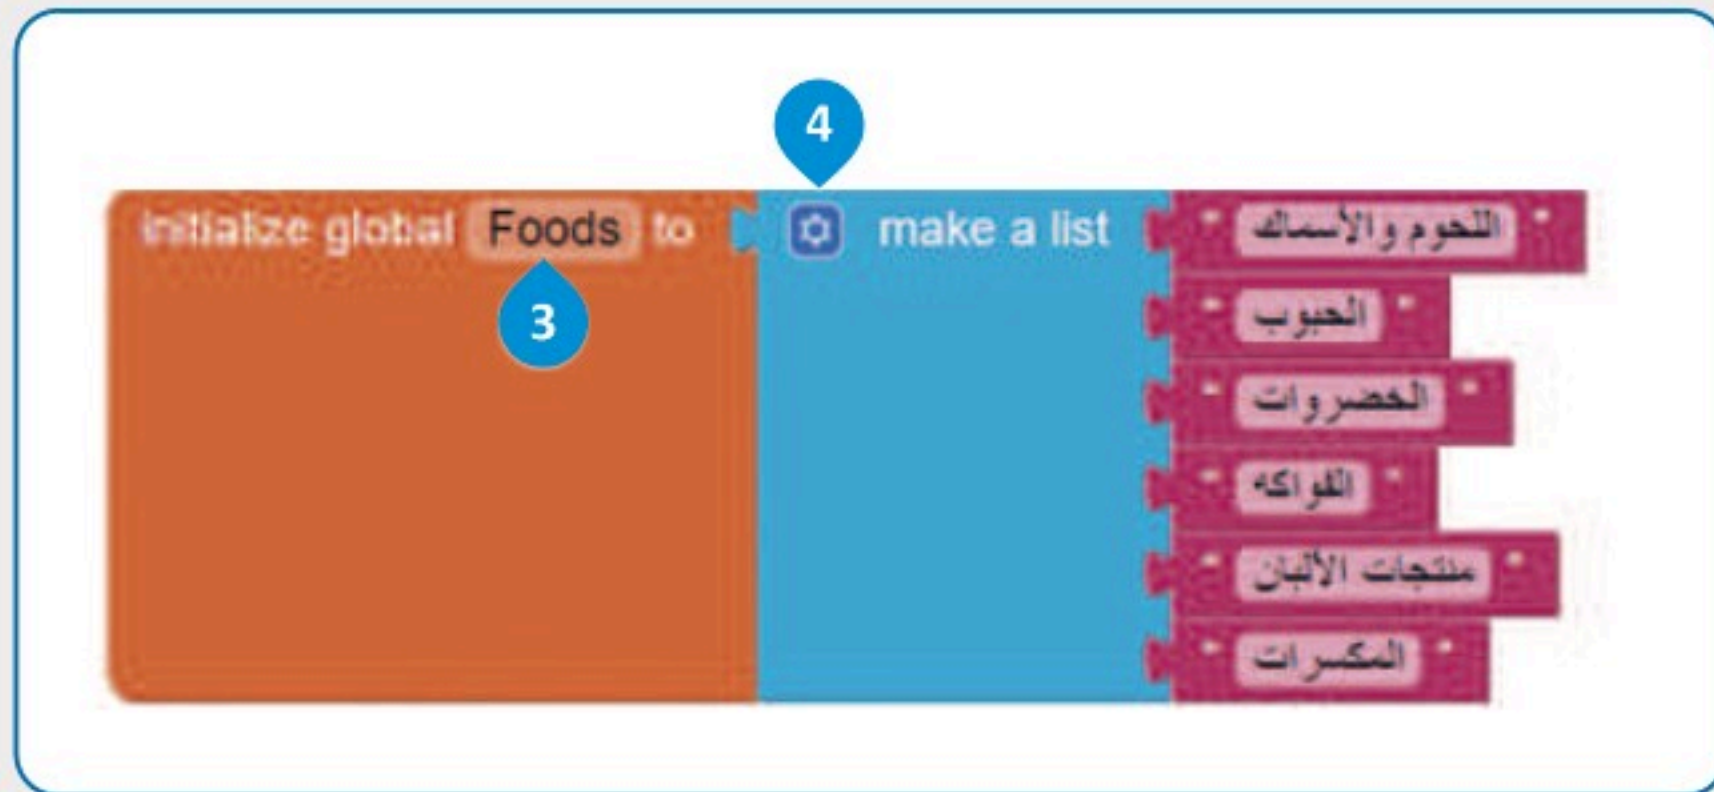 4
initialize global Foods to make a list " اللحوم والأسماك "
3
" الحبوب "
" الخضروات "
" الفواكه "
" منتجات الألبان "
" المكسرات "